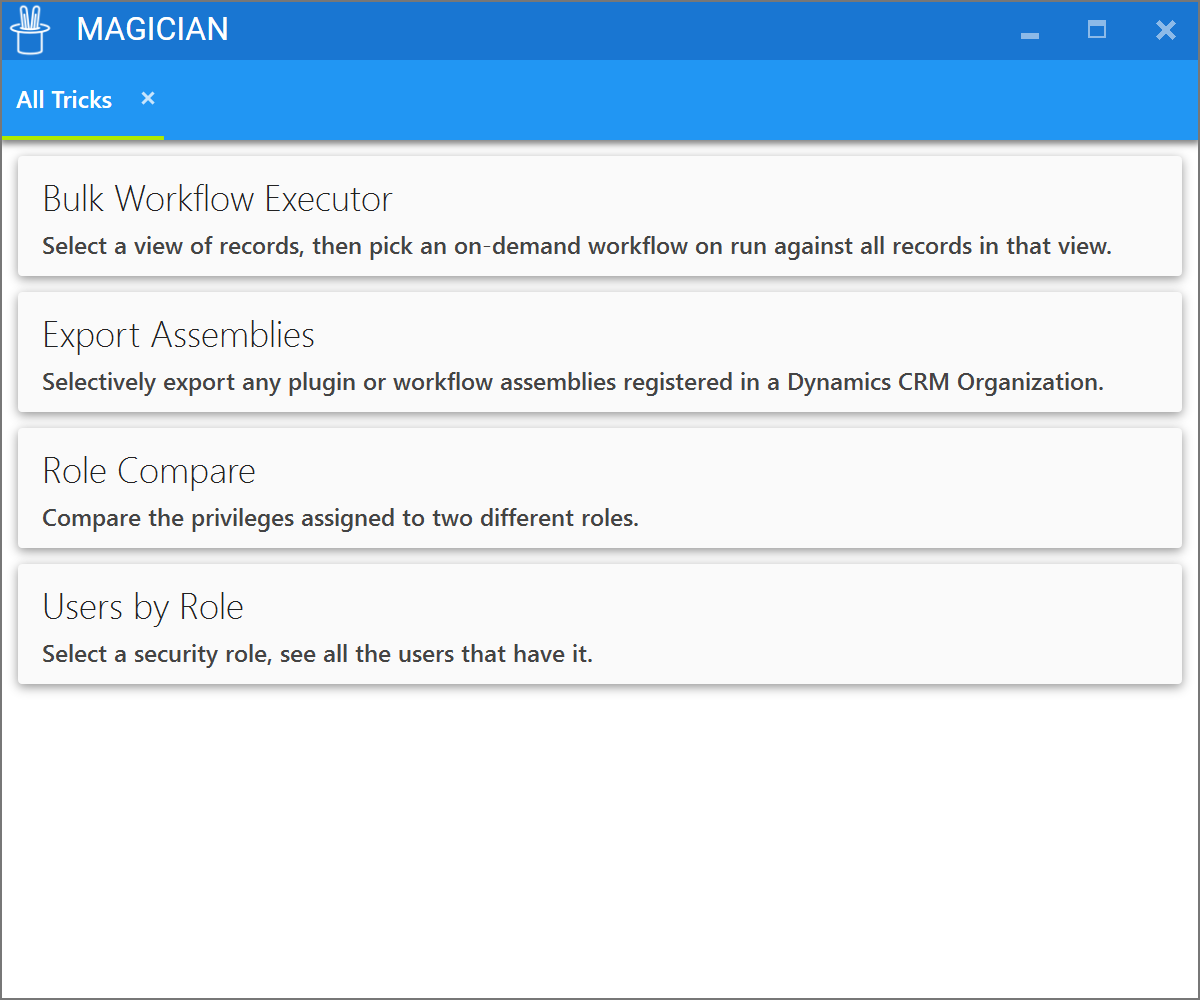 MAGICIAN
All Tricks
Bulk Workflow Executor
Select a view of records, then pick an on-demand workflow on run against all records in that view.
Export Assemblies
Selectively export any plugin or workflow assemblies registered in a Dynamics CRM Organization.
Role Compare
Compare the privileges assigned to two different roles.
Users by Role
Select a security role, see all the users that have it.